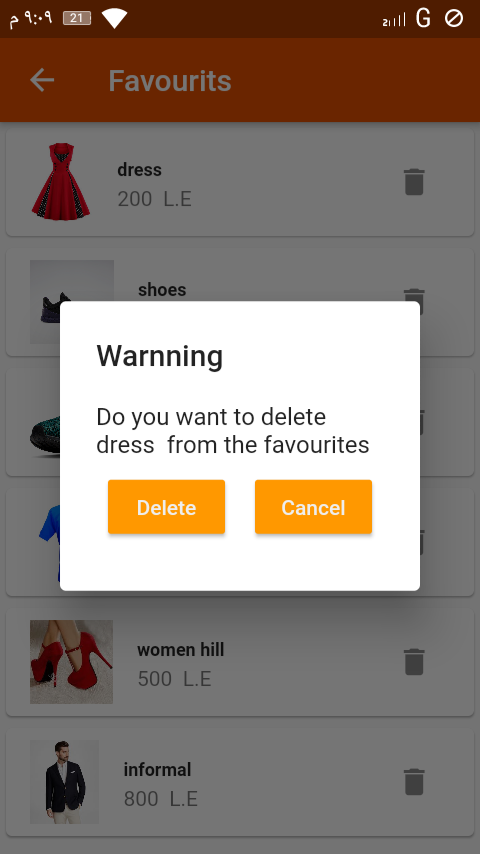 م ٩:٠٩ 21 2 G
Favourits
dress
200 L.E
shoes
Warnning
Do you want to delete
dress from the favourites
Delete Cancel
women hill
500 L.E
informal
800 L.E